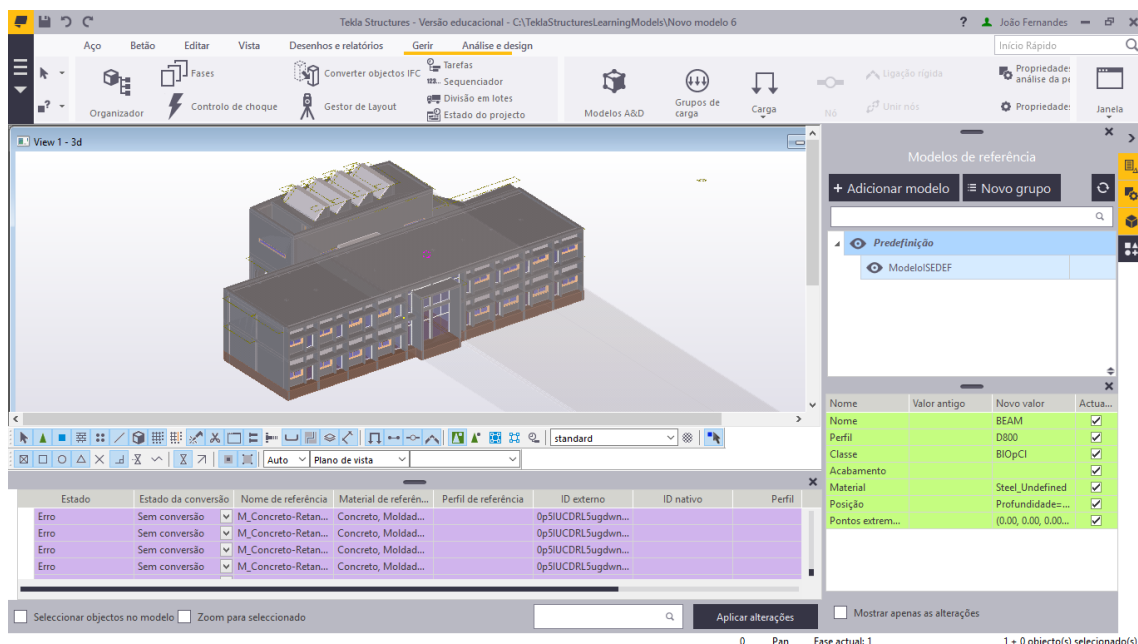 Tekla Structures - Versão educacional - C:\TeklaStructuresLearningModels\Novo modelo 6
? João Fernandes
Aço Betão Editar Vista Desenhos e relatórios Gerir Análise e design
Início Rápido
Organizador
Fases
Controlo de choque
Converter objectos IFC
Gestor de Layout
Tarefas
123.. Sequenciador
Divisão em lotes
Estado do projecto
Modelos A&D
Grupos de carga
Carga
Nó
Ligação rígida
Unir nós
Propriedade:
análise da pe
Propriedade:
Janela
View 1 - 3d
Modelos de referência
+ Adicionar modelo
Novo grupo
Predefinição
ModeloISEDEF
Nome Valor antigo Novo valor Actua...
Nome BEAM
Perfil D800
Classe BIOpCI
Acabamento
Material Steel_Undefined
Posição Profundidade=...
Pontos extrem... (0.00, 0.00, 0.00...
Mostrar apenas as alterações
standard
Auto Plano de vista
Estado Estado da conversão Nome de referência Material de referên... Perfil de referência ID externo ID nativo Perfil
Erro Sem conversão M_Concreto-Retan... Concreto, Moldad... 0p5IUCDRL5ugdwn...
Erro Sem conversão M_Concreto-Retan... Concreto, Moldad... 0p5IUCDRL5ugdwn...
Erro Sem conversão M_Concreto-Retan... Concreto, Moldad... 0p5IUCDRL5ugdwn...
Erro Sem conversão M_Concreto-Retan... Concreto, Moldad... 0p5IUCDRL5ugdwn...
Seleccionar objectos no modelo Zoom para seleccionado
Aplicar alterações
0 Pan Fase actual: 1 1 + 0 objecto(s) selecionado(s)